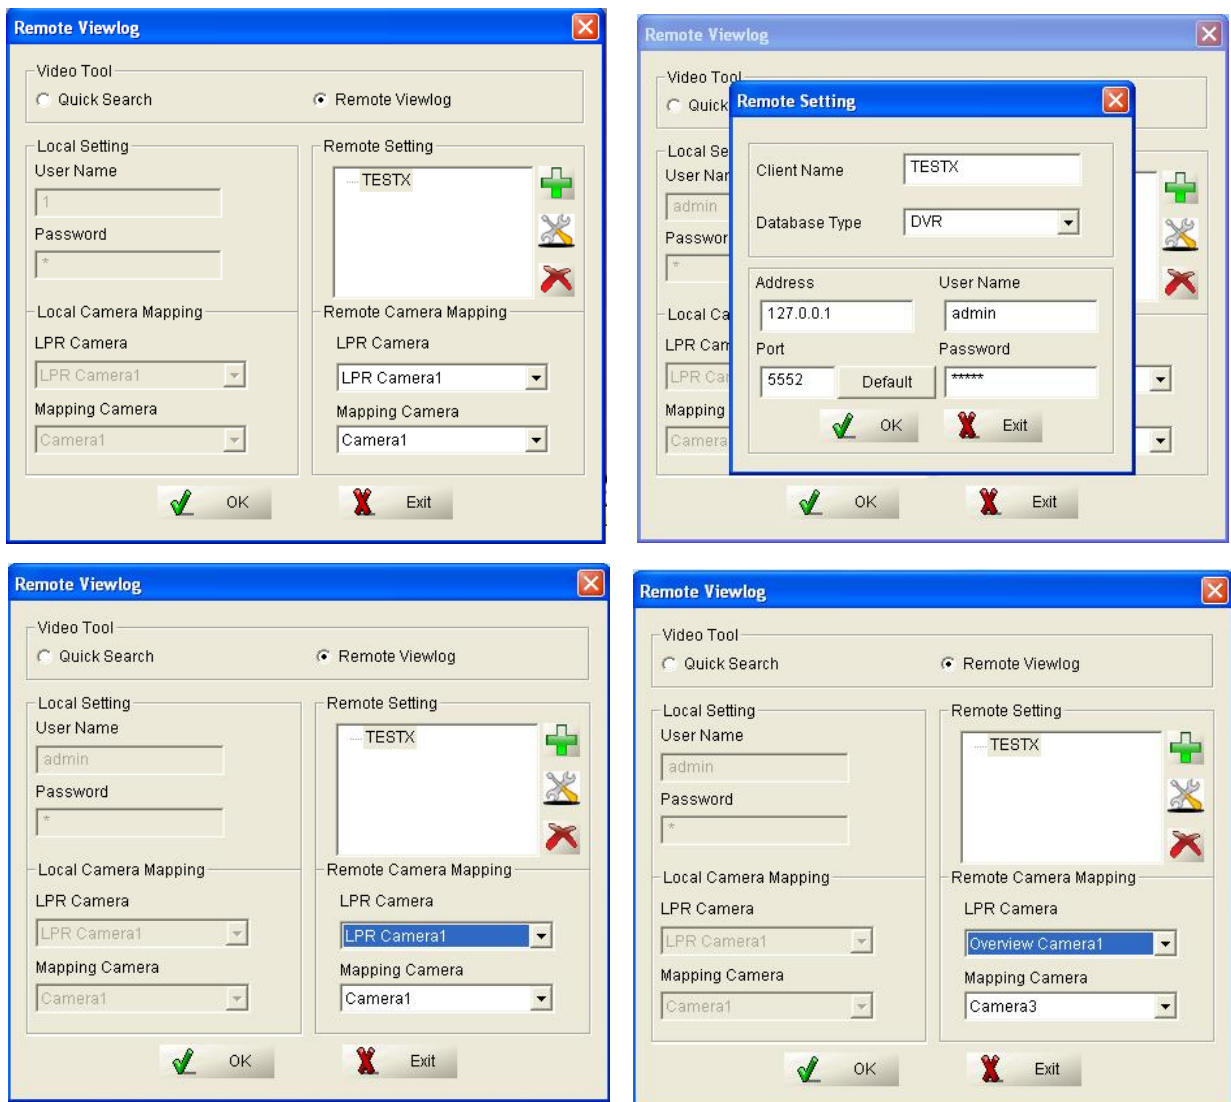 Remote Viewlog
Video Tool
Quick Search
Remote Viewlog
Local Setting
User Name
1
Password
*
Remote Setting
TESTX
Local Camera Mapping
LPR Camera
LPR Camera1
Mapping Camera
Camera1
Remote Camera Mapping
LPR Camera
LPR Camera1
Mapping Camera
Camera1
OK
Exit
Remote Viewlog
Video Tool
Quick
Local Se
User Nar
admin
Passwor
*
Local Ca
LPR Cam
LPR Car
Mapping
Camera
OK
Exit
Remote Setting
Client Name
TESTX
Database Type
DVR
Address
127.0.0.1
User Name
admin
Port
5552
Default
Password
*****
OK
Exit
Remote Viewlog
Video Tool
Quick Search
Remote Viewlog
Local Setting
User Name
admin
Password
*
Remote Setting
TESTX
Local Camera Mapping
LPR Camera
LPR Camera1
Mapping Camera
Camera1
Remote Camera Mapping
LPR Camera
LPR Camera1
Mapping Camera
Camera1
OK
Exit
Remote Viewlog
Video Tool
Quick Search
Remote Viewlog
Local Setting
User Name
admin
Password
*
Remote Setting
TESTX
Local Camera Mapping
LPR Camera
LPR Camera1
Mapping Camera
Camera1
Remote Camera Mapping
LPR Camera
Overview Camera1
Mapping Camera
Camera3
OK
Exit